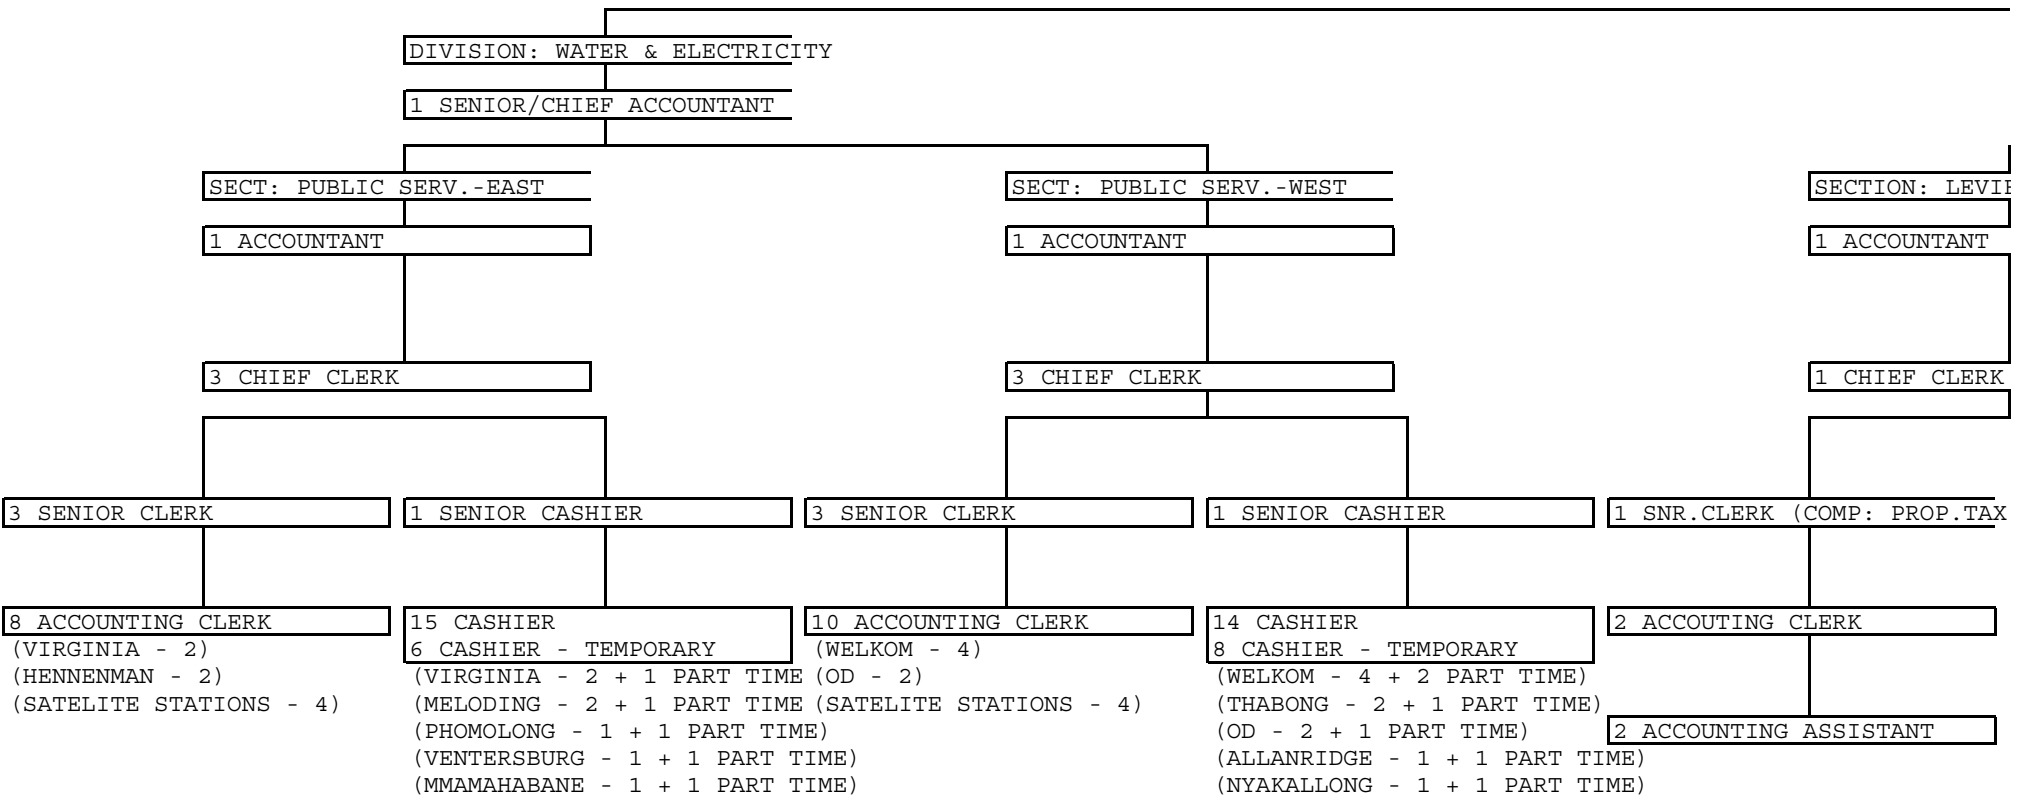 DIVISION: WATER & ELECTRICITY
1 SENIOR/CHIEF ACCOUNTANT
SECT: PUBLIC SERV.-EAST
SECT: PUBLIC SERV.-WEST
SECTION: LEVIE
1 ACCOUNTANT
1 ACCOUNTANT
1 ACCOUNTANT
3 CHIEF CLERK
3 CHIEF CLERK
1 CHIEF CLERK
3 SENIOR CLERK
1 SENIOR CASHIER
3 SENIOR CLERK
1 SENIOR CASHIER
1 SNR.CLERK (COMP: PROP.TAX
8 ACCOUNTING CLERK
(VIRGINIA - 2)
(HENNENMAN - 2)
(SATELITE STATIONS - 4)
15 CASHIER
6 CASHIER - TEMPORARY
(VIRGINIA - 2 + 1 PART TIME
(MELODING - 2 + 1 PART TIME
(PHOMOLONG - 1 + 1 PART TIME)
(VENTERSBURG - 1 + 1 PART TIME)
(MMAMAHABANE - 1 + 1 PART TIME)
10 ACCOUNTING CLERK
(WELKOM - 4)
(OD - 2)
(SATELITE STATIONS - 4)
14 CASHIER
8 CASHIER - TEMPORARY
(WELKOM - 4 + 2 PART TIME)
(THABONG - 2 + 1 PART TIME)
(OD - 2 + 1 PART TIME)
(ALLANRIDGE - 1 + 1 PART TIME)
(NYAKALLONG - 1 + 1 PART TIME)
2 ACCOUTING CLERK
2 ACCOUNTING ASSISTANT